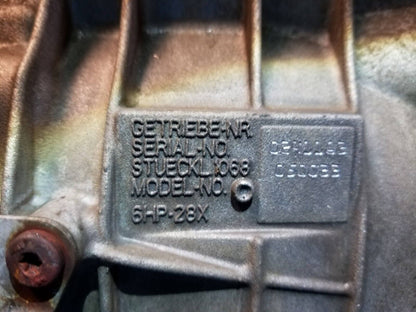 GETRIEBE-NR
SERIAL-NO.
STUECKL.1068
MODEL-NO.
6HP-28X